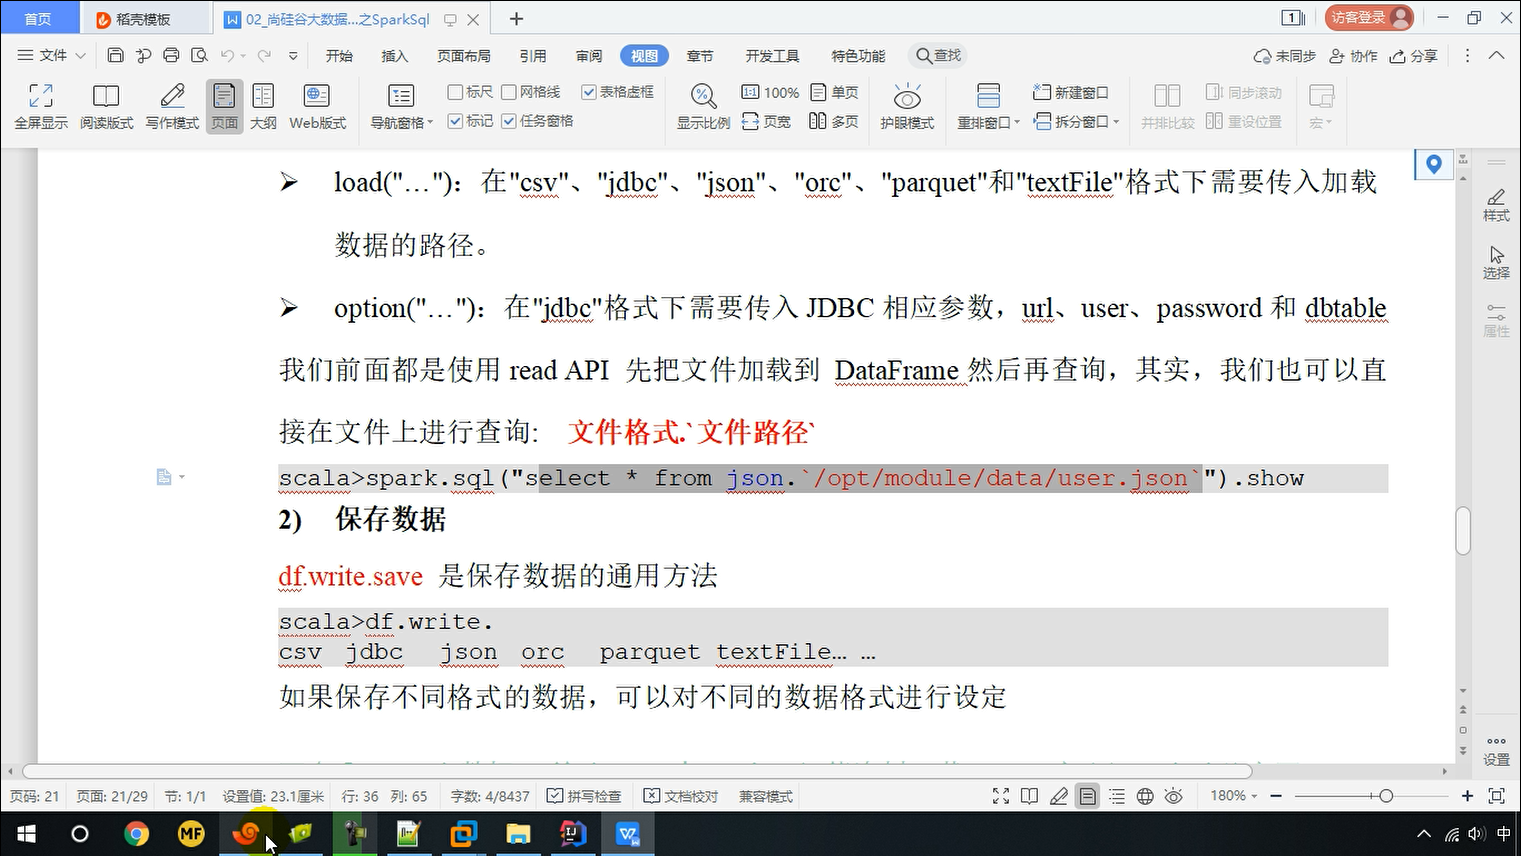 首页
稻壳模板
02_尚硅谷大数据...之SparkSql
访客登录
文件
开始
插入
页面布局
引用
审阅
视图
章节
开发工具
特色功能
查找
未同步
协作
分享
全屏显示
阅读版式
写作模式
页面
大纲
Web版式
导航窗格
标尺
网格线
表格虚框
标记
任务窗格
显示比例
100%
页宽
单页
多页
护眼模式
重排窗口
新建窗口
拆分窗口
并排比较
同步滚动
重设位置
宏
load("…")：在"csv"、"jdbc"、"json"、"orc"、"parquet"和"textFile"格式下需要传入加载
数据的路径。
option("…")：在"jdbc"格式下需要传入 JDBC 相应参数，url、user、password 和 dbtable
我们前面都是使用 read API 先把文件加载到 DataFrame 然后再查询，其实，我们也可以直
接在文件上进行查询: 文件格式.`文件路径`
scala>spark.sql("select * from json.`/opt/module/data/user.json`").show
2) 保存数据
df.write.save 是保存数据的通用方法
scala>df.write.
csv jdbc json orc parquet textFile… …
如果保存不同格式的数据，可以对不同的数据格式进行设定
样式
选择
属性
设置
页码: 21
页面: 21/29
节: 1/1
设置值: 23.1厘米
行: 36
列: 65
字数: 4/8437
拼写检查
文档校对
兼容模式
180%
中